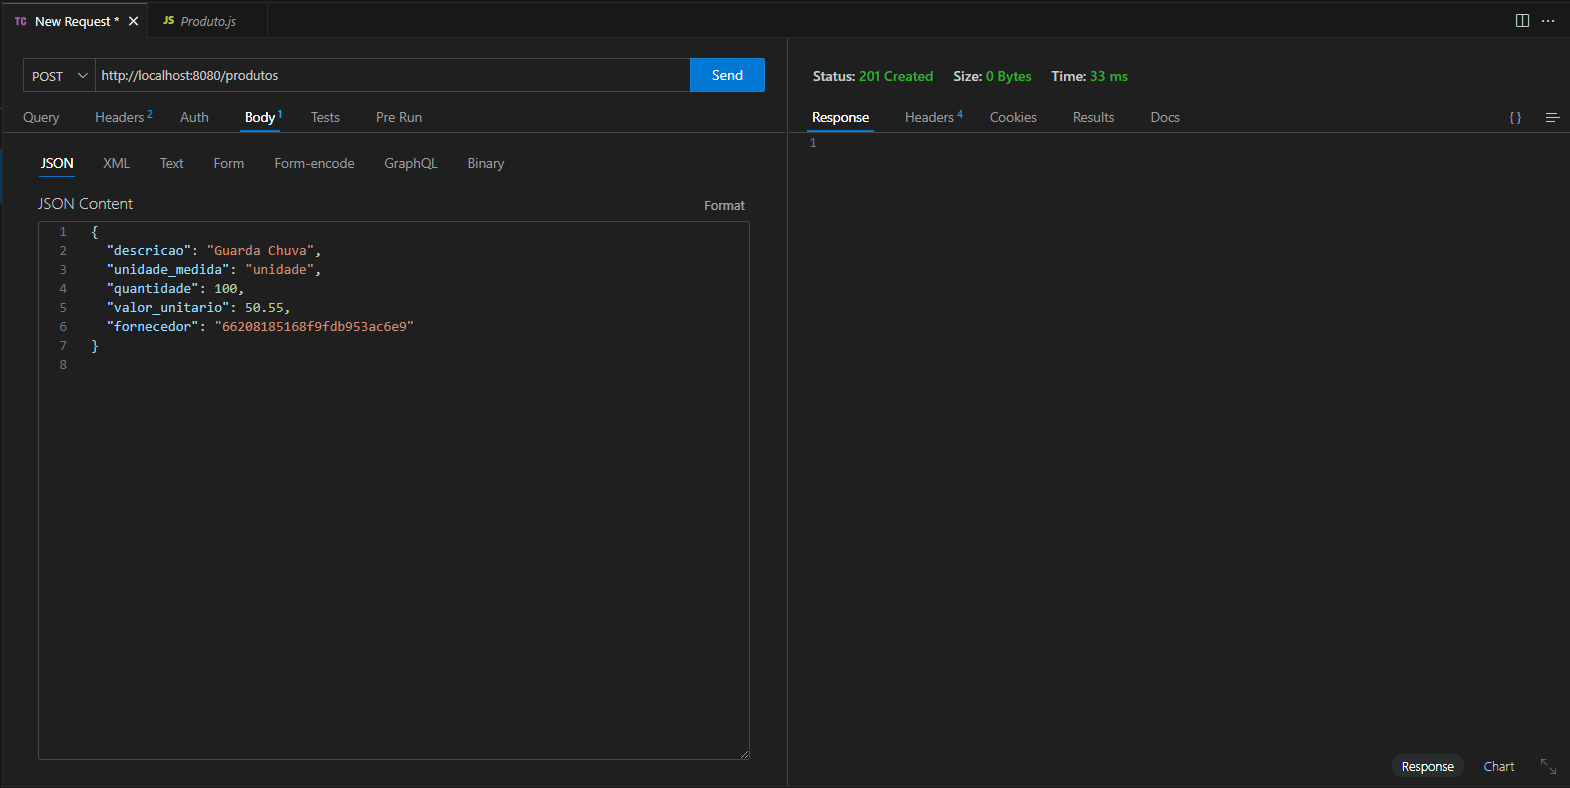 TC New Request *
JS Produto.js
POST http://localhost:8080/produtos Send
Query Headers 2 Auth Body 1 Tests Pre Run
JSON XML Text Form Form-encode GraphQL Binary
JSON Content Format
1 {
2 "descricao": "Guarda Chuva",
3 "unidade_medida": "unidade",
4 "quantidade": 100,
5 "valor_unitario": 50.55,
6 "fornecedor": "66208185168f9fdb953ac6e9"
7 }
8
Status: 201 Created Size: 0 Bytes Time: 33 ms
Response Headers 4 Cookies Results Docs {}
1
Response Chart